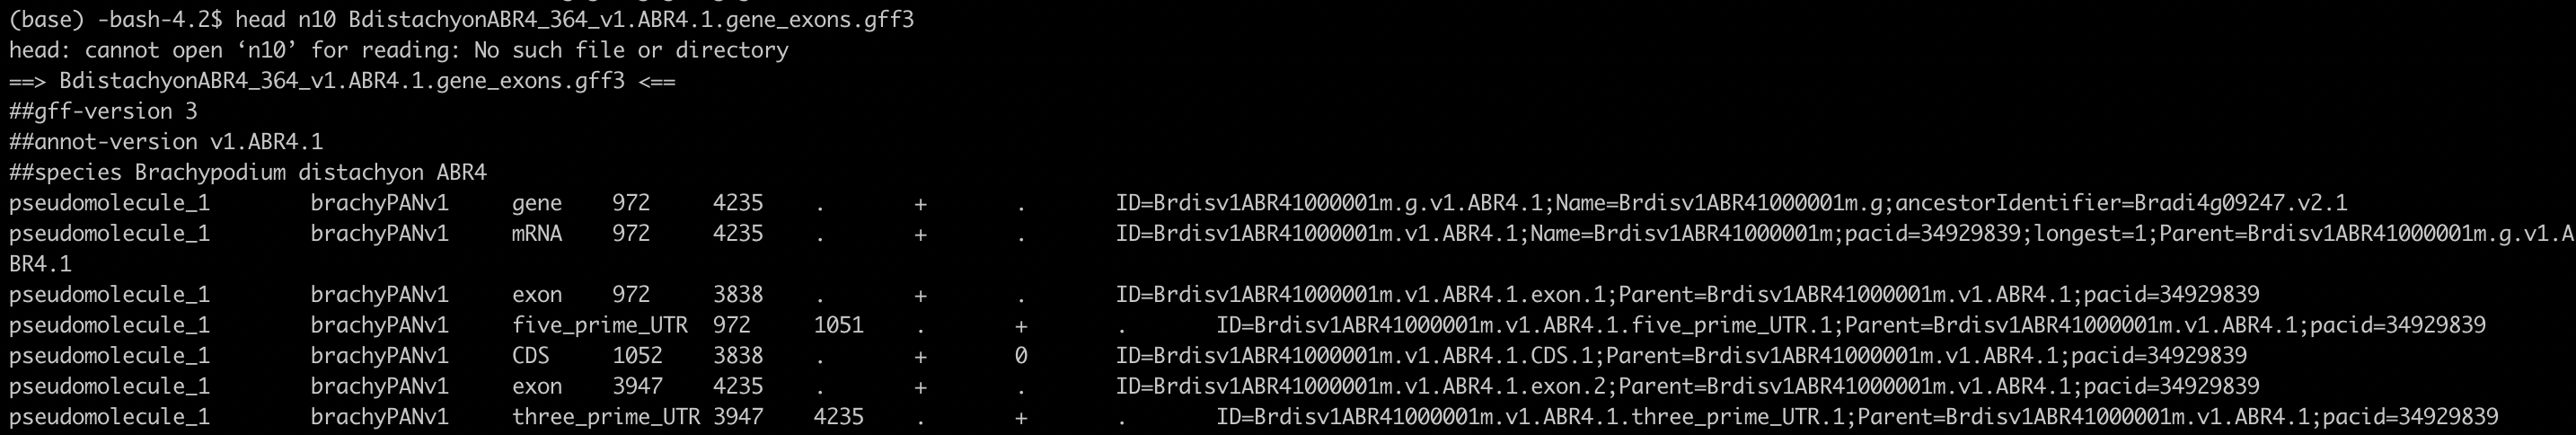 (base) -bash-4.2$ head n10 BdistachyonABR4_364_v1.ABR4.1.gene_exons.gff3
head: cannot open ‘n10’ for reading: No such file or directory
==> BdistachyonABR4_364_v1.ABR4.1.gene_exons.gff3 <==
##gff-version 3
##annot-version v1.ABR4.1
##species Brachypodium distachyon ABR4
pseudomolecule_1	brachyPANv1	gene	972	4235	.	+	.	ID=Brdisv1ABR41000001m.g.v1.ABR4.1;Name=Brdisv1ABR41000001m.g;ancestorIdentifier=Bradi4g09247.v2.1
pseudomolecule_1	brachyPANv1	mRNA	972	4235	.	+	.	ID=Brdisv1ABR41000001m.v1.ABR4.1;Name=Brdisv1ABR41000001m;pacid=34929839;longest=1;Parent=Brdisv1ABR41000001m.g.v1.A
BR4.1
pseudomolecule_1	brachyPANv1	exon	972	3838	.	+	.	ID=Brdisv1ABR41000001m.v1.ABR4.1.exon.1;Parent=Brdisv1ABR41000001m.v1.ABR4.1;pacid=34929839
pseudomolecule_1	brachyPANv1	five_prime_UTR	972	1051	.	+	.	ID=Brdisv1ABR41000001m.v1.ABR4.1.five_prime_UTR.1;Parent=Brdisv1ABR41000001m.v1.ABR4.1;pacid=34929839
pseudomolecule_1	brachyPANv1	CDS	1052	3838	.	+	0	ID=Brdisv1ABR41000001m.v1.ABR4.1.CDS.1;Parent=Brdisv1ABR41000001m.v1.ABR4.1;pacid=34929839
pseudomolecule_1	brachyPANv1	exon	3947	4235	.	+	.	ID=Brdisv1ABR41000001m.v1.ABR4.1.exon.2;Parent=Brdisv1ABR41000001m.v1.ABR4.1;pacid=34929839
pseudomolecule_1	brachyPANv1	three_prime_UTR	3947	4235	.	+	.	ID=Brdisv1ABR41000001m.v1.ABR4.1.three_prime_UTR.1;Parent=Brdisv1ABR41000001m.v1.ABR4.1;pacid=34929839